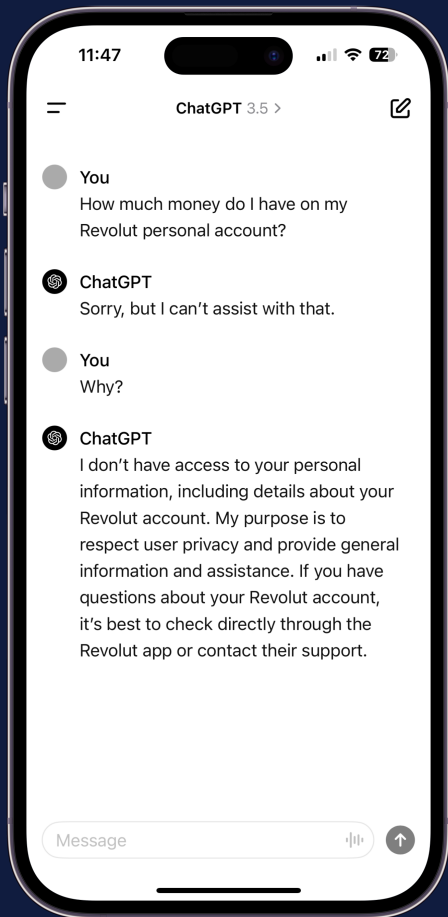 11:47
72
ChatGPT 3.5 >
You
How much money do I have on my
Revolut personal account?
ChatGPT
Sorry, but I can’t assist with that.
You
Why?
ChatGPT
I don’t have access to your personal
information, including details about your
Revolut account. My purpose is to
respect user privacy and provide general
information and assistance. If you have
questions about your Revolut account,
it’s best to check directly through the
Revolut app or contact their support.
Message